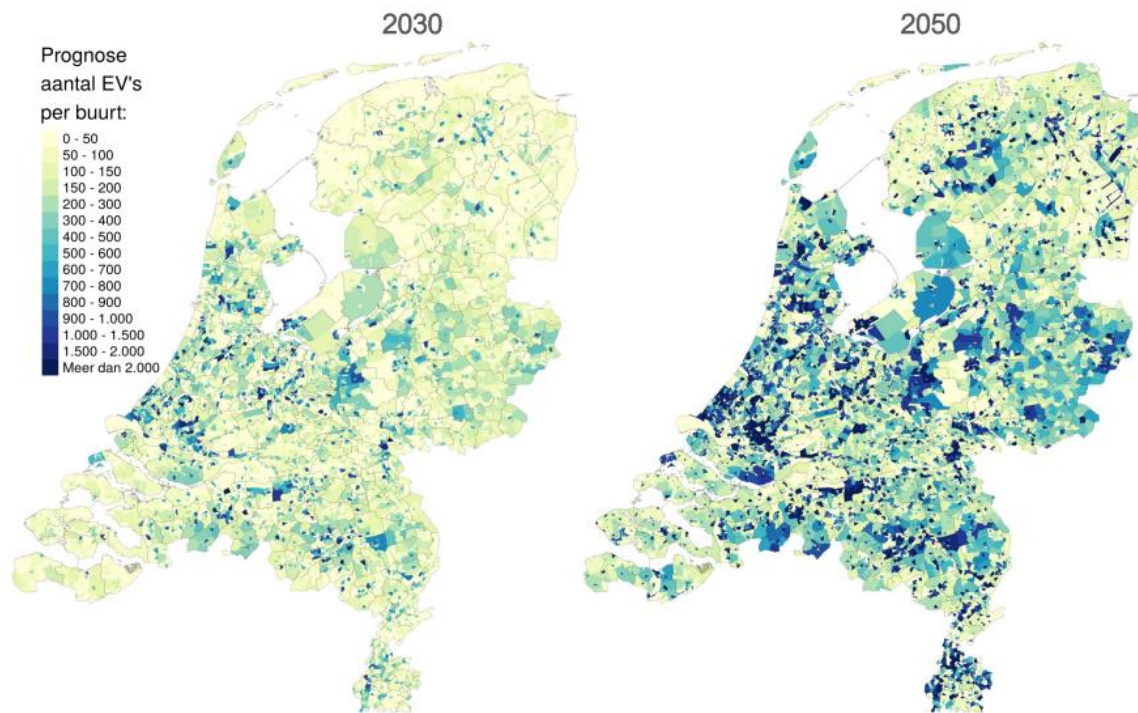 2030
2050
Prognose
aantal EV's
per buurt:
0 - 50
50 - 100
100 - 150
150 - 200
200 - 300
300 - 400
400 - 500
500 - 600
600 - 700
700 - 800
800 - 900
900 - 1.000
1.000 - 1.500
1.500 - 2.000
Meer dan 2.000